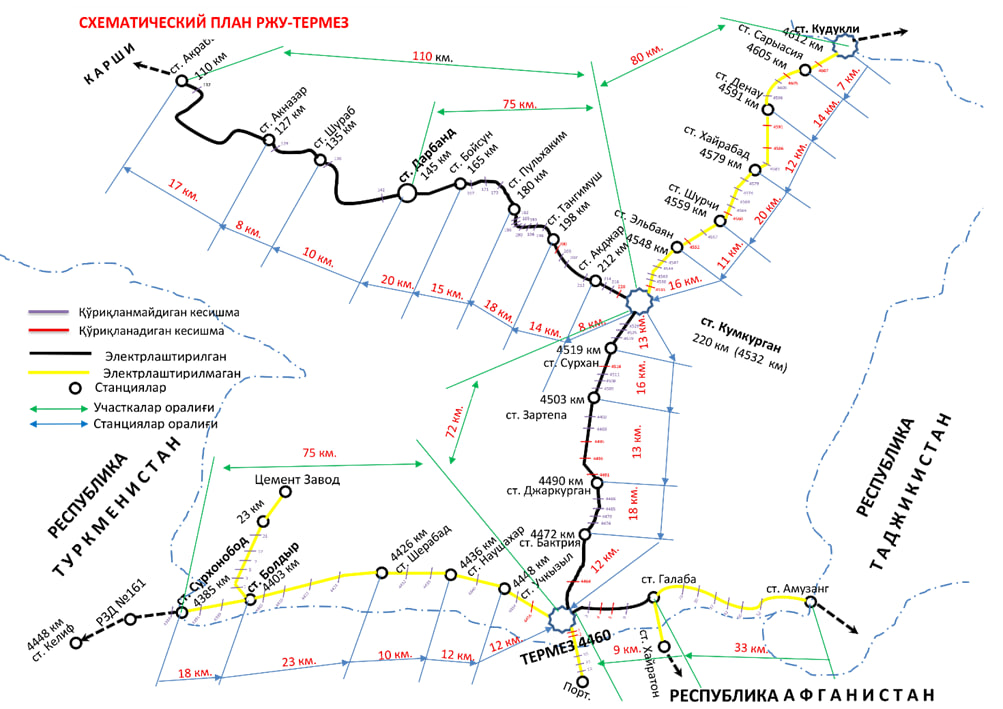 СХЕМАТИЧЕСКИЙ ПЛАН РЖУ-ТЕРМЕЗ
КАРШИ
ст. Акраб
110 км
ст. Акназар
127 км
ст. Шураб
135 км
ст. Дарбанд
145 км
ст. Бойсун
165 км
ст. Пульхаким
180 км
ст. Тангимуш
198 км
ст. Акджар
212 км
110 км.
75 км.
80 км.
17 км.
8 км.
10 км.
20 км.
15 км.
18 км.
14 км.
8 км.
ст. Кудукли
4612 км
ст. Сарыасия
4605 км
ст. Денау
4591 км
ст. Хайрабад
4579 км
ст. Шурчи
4559 км
ст. Эльбаян
4548 км
7 км.
14 км.
12 км.
20 км.
11 км.
16 км.
ст. Кумкурган
220 км (4532 км)
Қўриқланмайдиган кесишма
Қўриқланадиган кесишма
Электрлаштирилган
Электрлаштирилмаган
Станциялар
Участкалар оралиғи
Станциялар оралиғи
4519 км
ст. Сурхан
4503 км
ст. Зартепа
4490 км
ст. Джаркурган
4472 км
ст. Бактрия
13 км.
16 км.
13 км.
18 км.
12 км.
72 км.
75 км.
РЕСПУБЛИКА
ТУРКМЕНИСТАН
РЕСПУБЛИКА
ТАДЖИКИСТАН
Цемент Завод
23 км
ст. Сурхонобод
4385 км
ст. Болдыр
4403 км
4426 км
ст. Шерабад
4436 км
ст. Наушахар
4448 км
ст. Учкызыл
РЗД №161
4448 км
ст. Келиф
18 км.
23 км.
10 км.
12 км.
12 км.
ТЕРМЕЗ 4460
Порт.
ст. Галаба
ст. Амузанг
ст. Хайратон
9 км.
33 км.
РЕСПУБЛИКА АФГАНИСТАН